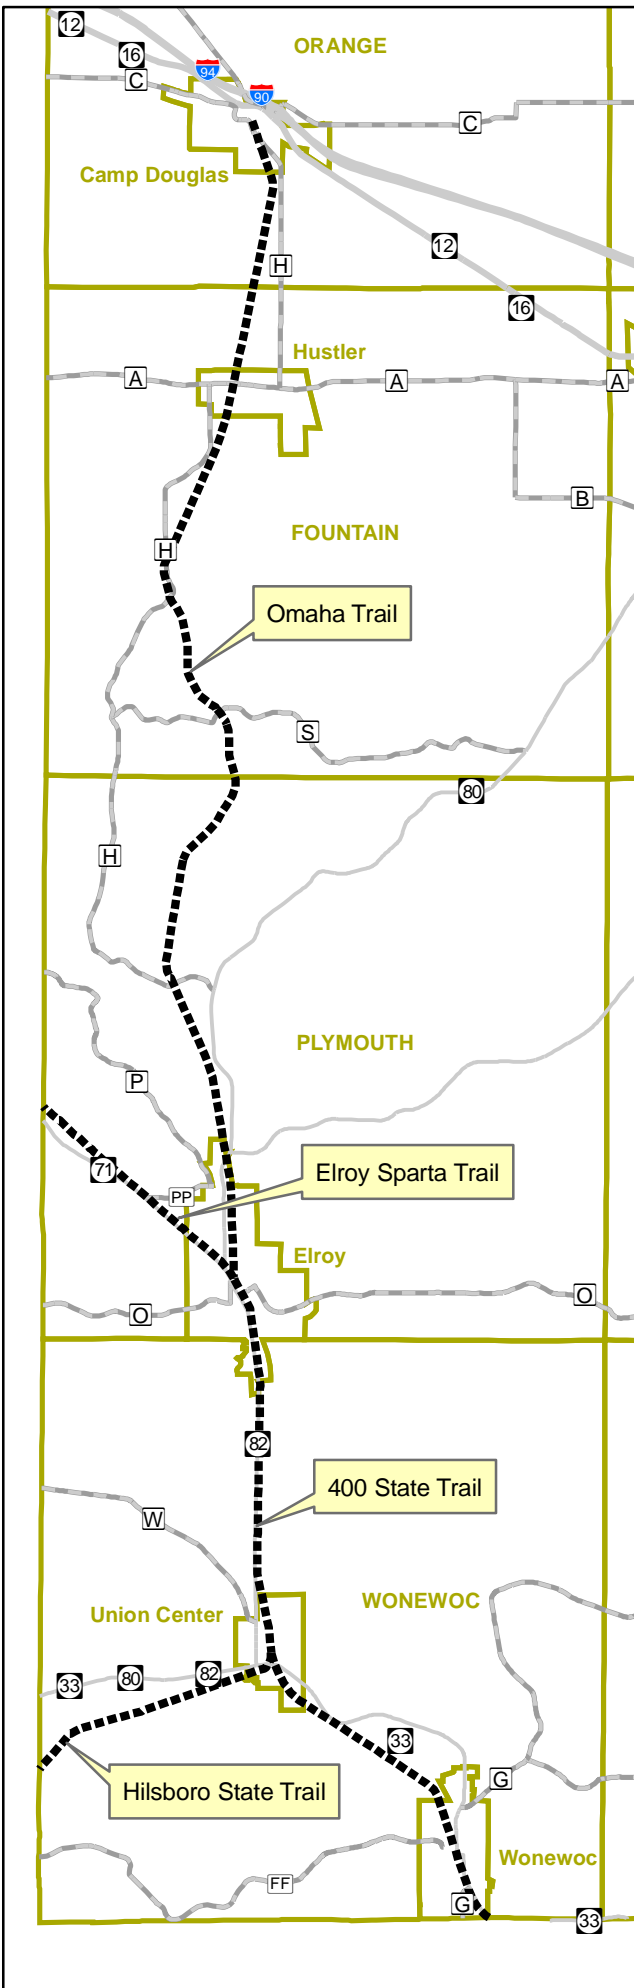 12
ORANGE
16
94
C
90
C
Camp Douglas
12
H
16
Hustler
A
A
A
B
FOUNTAIN
H
Omaha Trail
S
80
H
PLYMOUTH
P
71
Elroy Sparta Trail
PP
Elroy
O
O
82
400 State Trail
W
Union Center
WONEWOC
33
80
82
33
G
Hilsboro State Trail
Wonewoc
FF
G
33